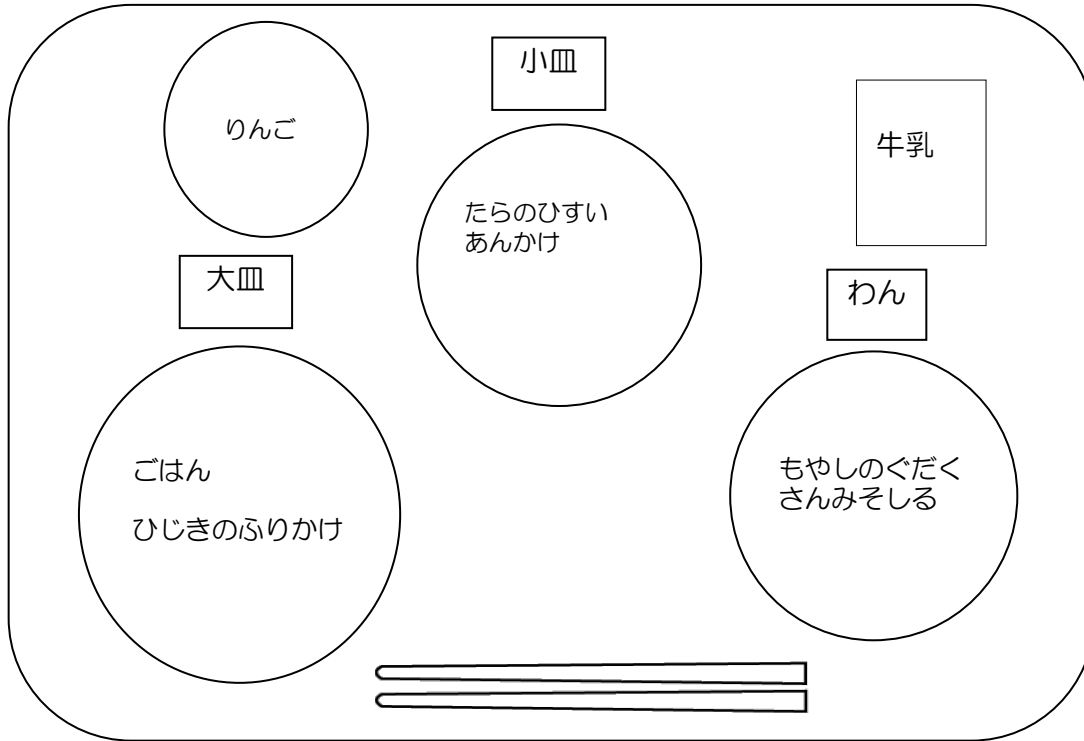 りんご
小皿
牛乳
たらのひすい
あんかけ
大皿
わん
ごはん
ひじきのふりかけ
もやしのぐだく
さんみそしる